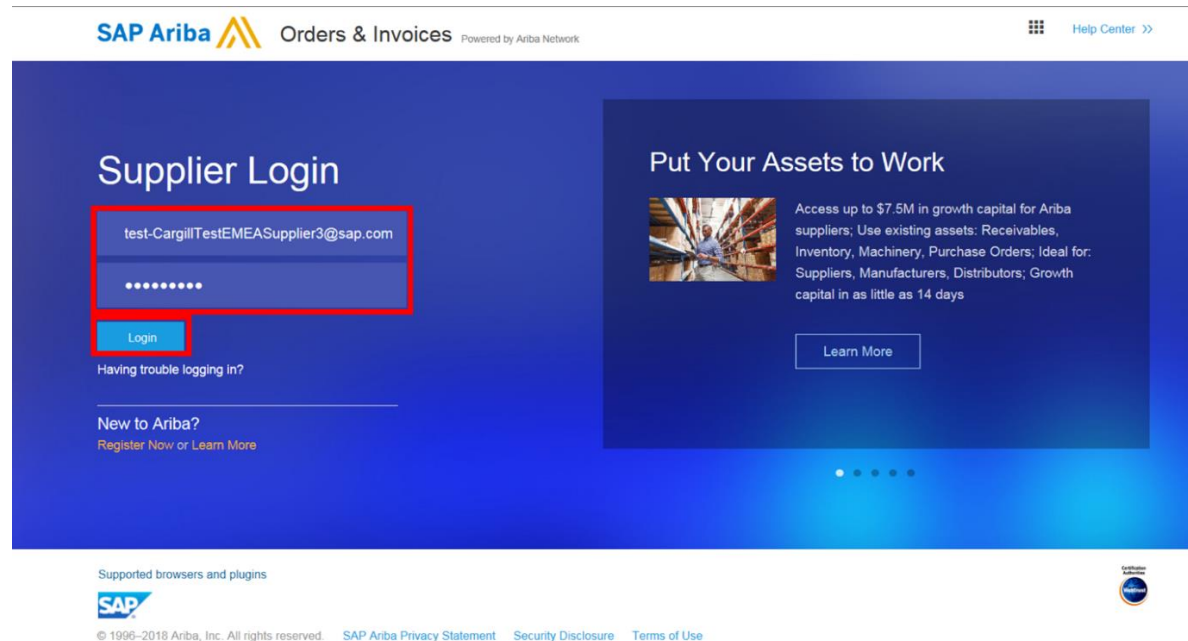 SAP Ariba
Orders & Invoices Powered by Ariba Network
Help Center >>
Supplier Login
test-CargillTestEMEASupplier3@sap.com
•••••••••
Login
Having trouble logging in?
New to Ariba?
Register Now or Learn More
Put Your Assets to Work
Access up to $7.5M in growth capital for Ariba
suppliers; Use existing assets: Receivables,
Inventory, Machinery, Purchase Orders; Ideal for:
Suppliers, Manufacturers, Distributors; Growth
capital in as little as 14 days
Learn More
Supported browsers and plugins
SAP
Certification
Authorities
WebTrust
© 1996–2018 Ariba, Inc. All rights reserved. SAP Ariba Privacy Statement Security Disclosure Terms of Use